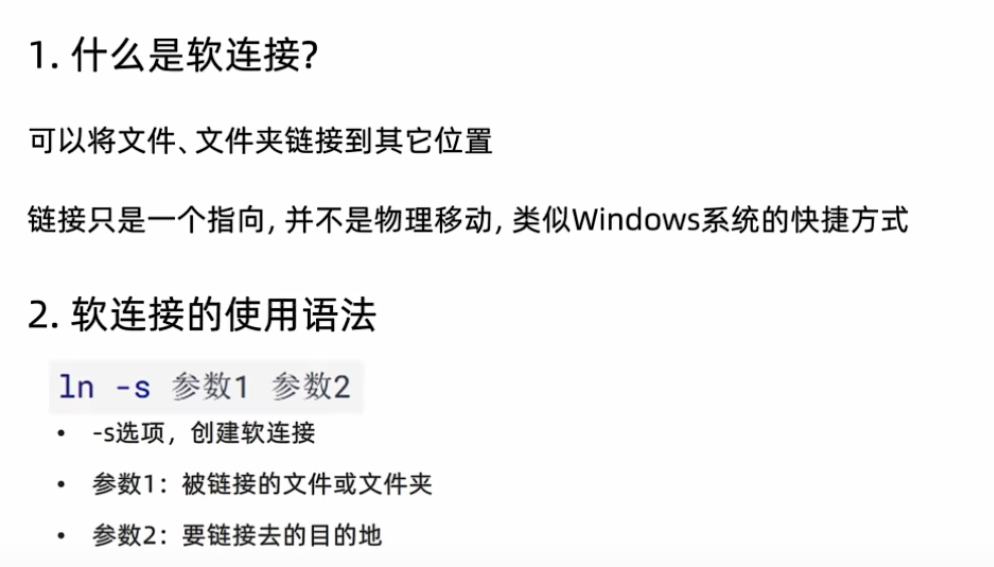 1. 什么是软连接?
可以将文件、文件夹链接到其它位置
链接只是一个指向, 并不是物理移动, 类似Windows系统的快捷方式
2. 软连接的使用语法
ln -s 参数1 参数2
• -s选项，创建软连接
• 参数1：被链接的文件或文件夹
• 参数2：要链接去的目的地